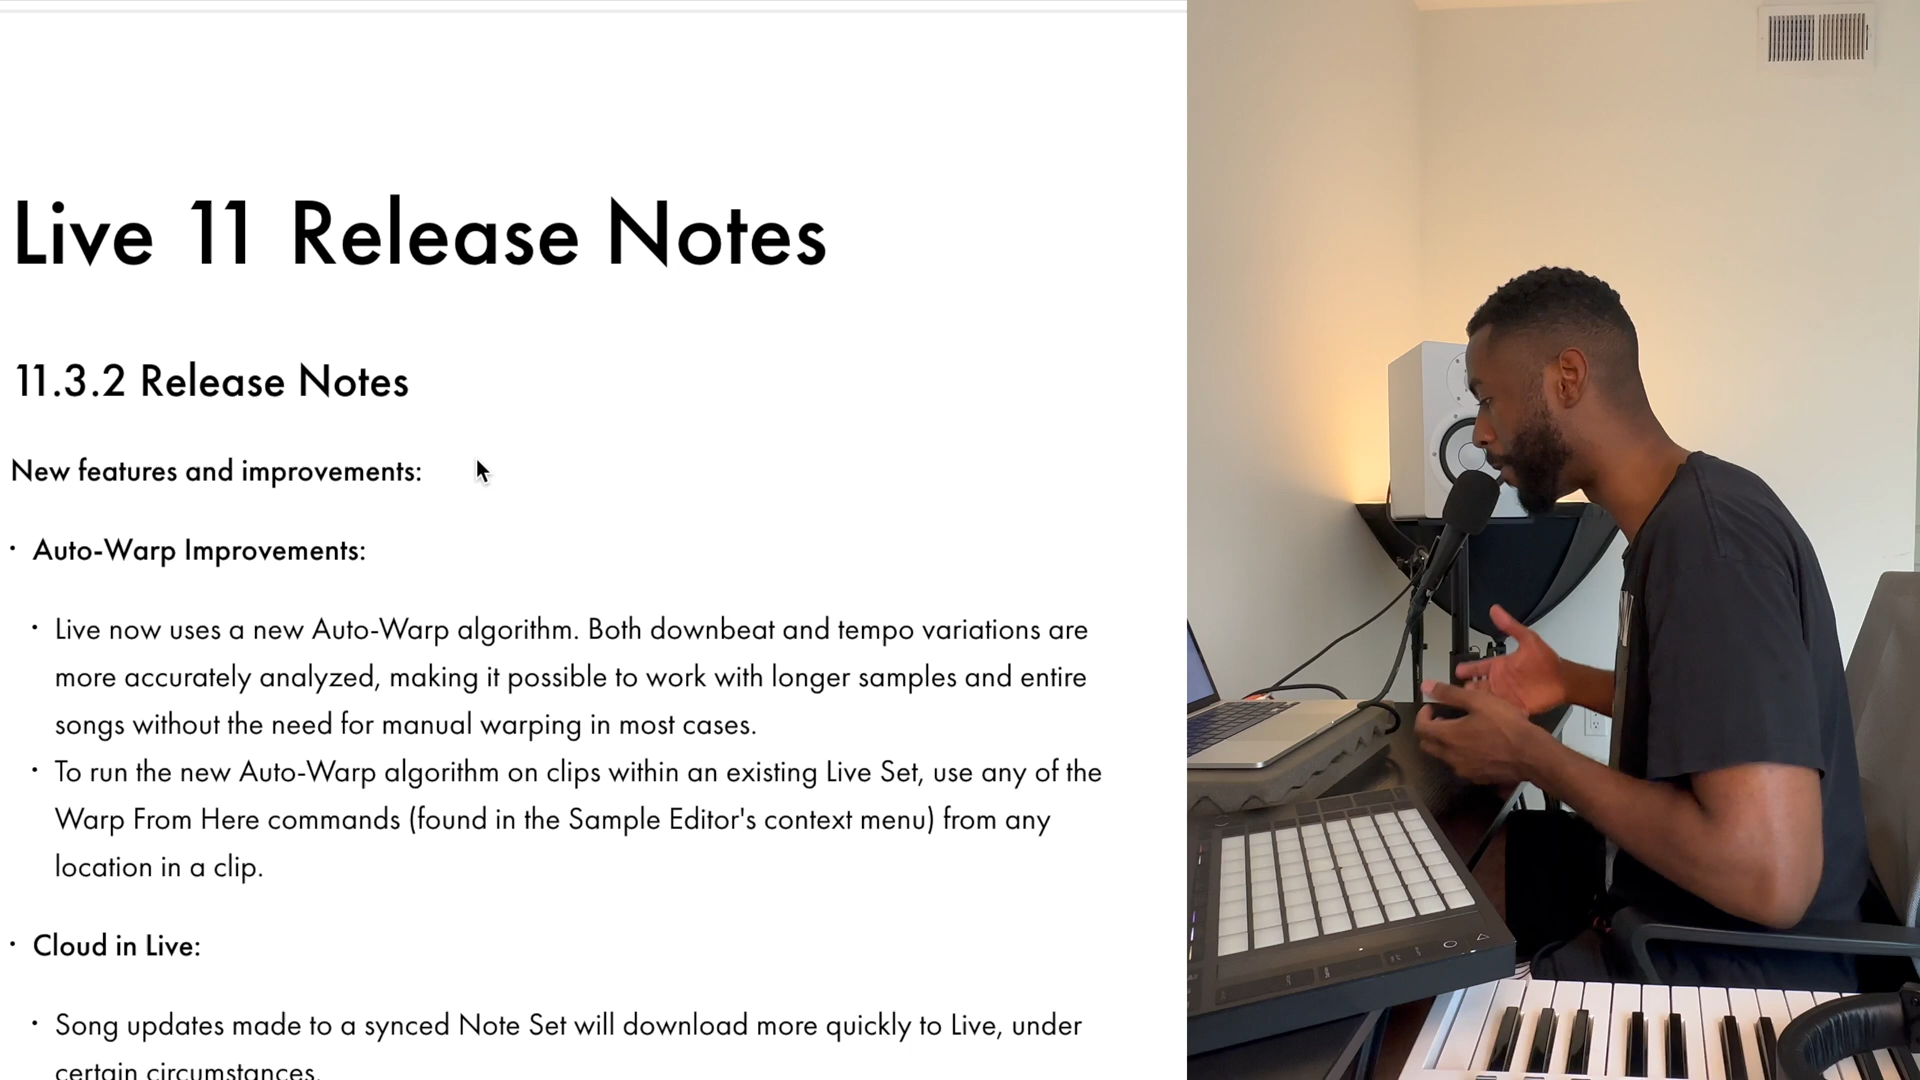 Live 11 Release Notes
11.3.2 Release Notes
New features and improvements:
· Auto-Warp Improvements:
· Live now uses a new Auto-Warp algorithm. Both downbeat and tempo variations are
more accurately analyzed, making it possible to work with longer samples and entire
songs without the need for manual warping in most cases.
· To run the new Auto-Warp algorithm on clips within an existing Live Set, use any of the
Warp From Here commands (found in the Sample Editor's context menu) from any
location in a clip.
· Cloud in Live:
· Song updates made to a synced Note Set will download more quickly to Live, under
certain circumstances.